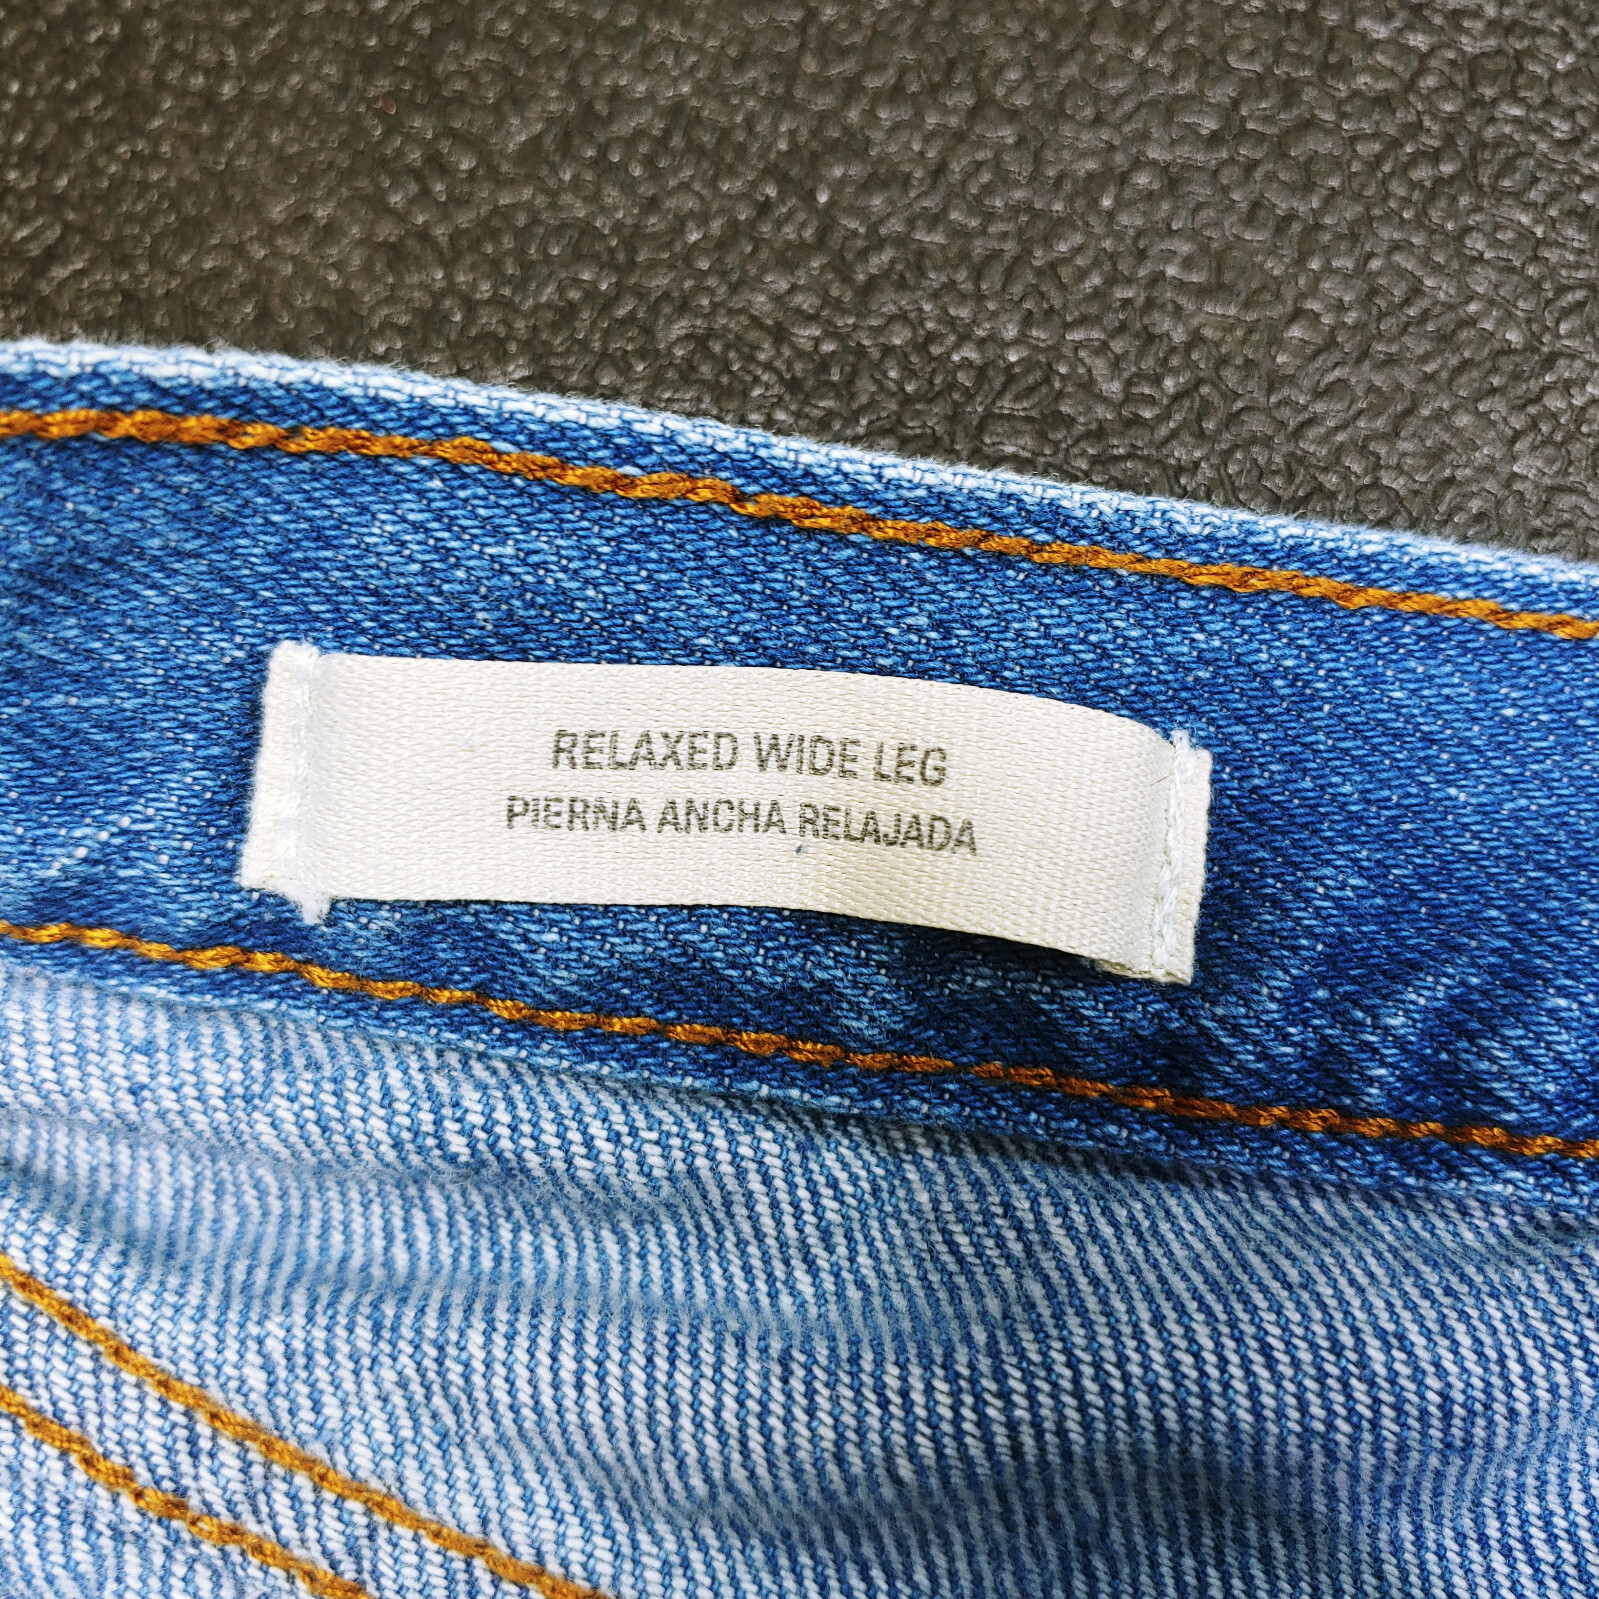 RELAXED WIDE LEG
PIERNA ANCHA RELAJADA